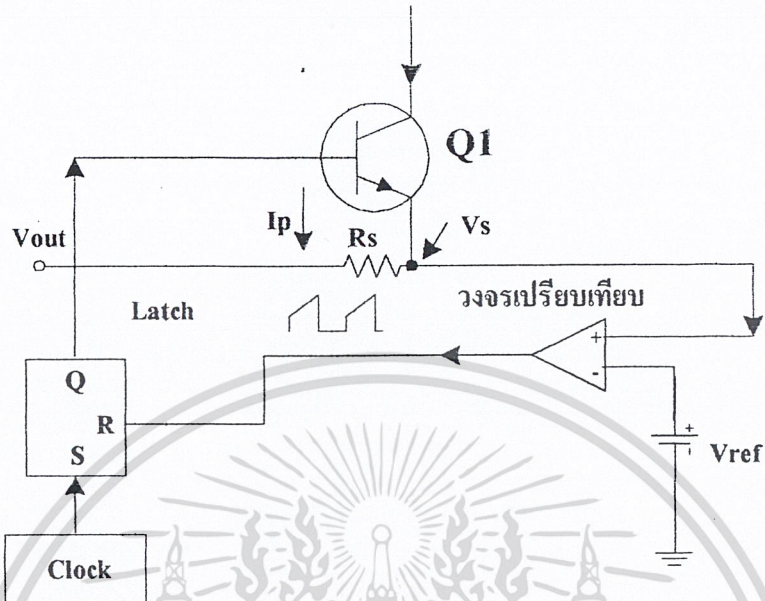 Q1
Ip
Vs
Vout
Rs
วงจรเปรียบเทียบ
Latch
+
-
Q
R
S
+
-
Vref
Clock